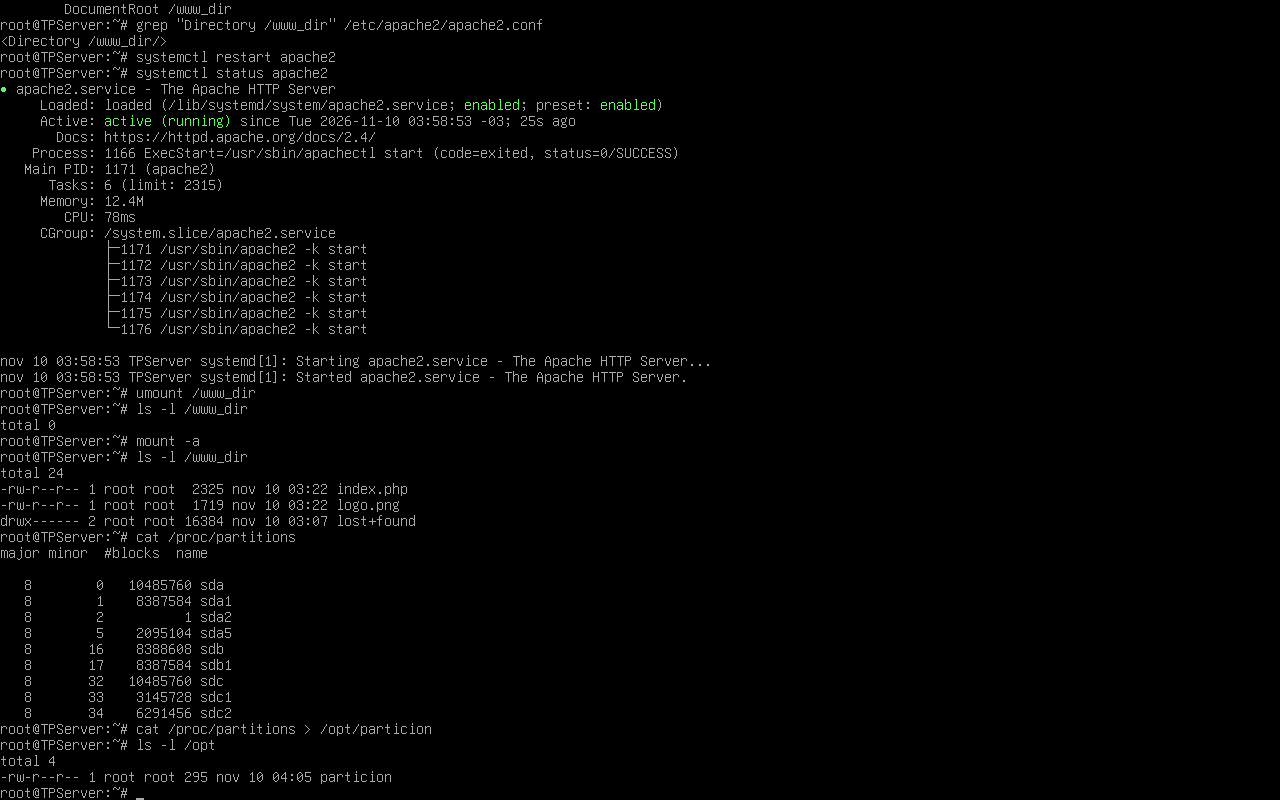 DocumentRoot /www_dir
root@TPServer:~# grep "Directory /www_dir" /etc/apache2/apache2.conf
<Directory /www_dir/>
root@TPServer:~# systemctl restart apache2
root@TPServer:~# systemctl status apache2
● apache2.service - The Apache HTTP Server
     Loaded: loaded (/lib/systemd/system/apache2.service; enabled; preset: enabled)
     Active: active (running) since Tue 2026-11-10 03:58:53 -03; 25s ago
       Docs: https://httpd.apache.org/docs/2.4/
    Process: 1166 ExecStart=/usr/sbin/apachectl start (code=exited, status=0/SUCCESS)
   Main PID: 1171 (apache2)
      Tasks: 6 (limit: 2315)
     Memory: 12.4M
        CPU: 78ms
     CGroup: /system.slice/apache2.service
             ├─1171 /usr/sbin/apache2 -k start
             ├─1172 /usr/sbin/apache2 -k start
             ├─1173 /usr/sbin/apache2 -k start
             ├─1174 /usr/sbin/apache2 -k start
             ├─1175 /usr/sbin/apache2 -k start
             └─1176 /usr/sbin/apache2 -k start

nov 10 03:58:53 TPServer systemd[1]: Starting apache2.service - The Apache HTTP Server...
nov 10 03:58:53 TPServer systemd[1]: Started apache2.service - The Apache HTTP Server.
root@TPServer:~# umount /www_dir
root@TPServer:~# ls -l /www_dir
total 0
root@TPServer:~# mount -a
root@TPServer:~# ls -l /www_dir
total 24
-rw-r--r-- 1 root root  2325 nov 10 03:22 index.php
-rw-r--r-- 1 root root  1719 nov 10 03:22 logo.png
drwx------ 2 root root 16384 nov 10 03:07 lost+found
root@TPServer:~# cat /proc/partitions
major minor  #blocks  name

   8        0   10485760 sda
   8        1    8387584 sda1
   8        2          1 sda2
   8        5    2095104 sda5
   8       16    8388608 sdb
   8       17    8387584 sdb1
   8       32   10485760 sdc
   8       33    3145728 sdc1
   8       34    6291456 sdc2
root@TPServer:~# cat /proc/partitions > /opt/particion
root@TPServer:~# ls -l /opt
total 4
-rw-r--r-- 1 root root 295 nov 10 04:05 particion
root@TPServer:~# _